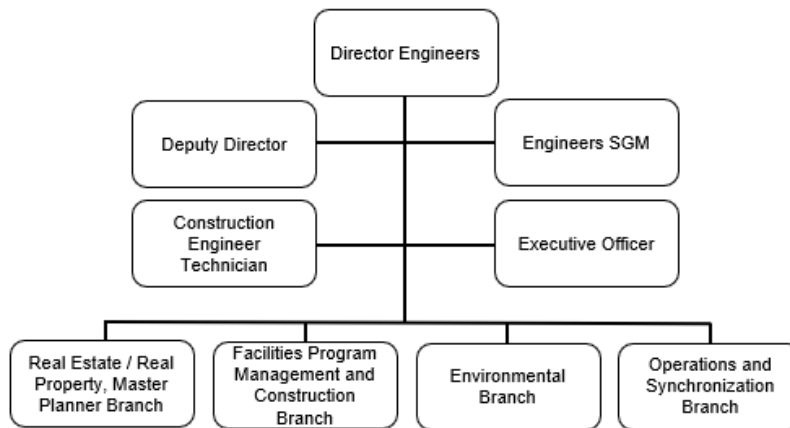 Director Engineers
Deputy Director
Engineers SGM
Construction
Engineer
Technician
Executive Officer
Real Estate / Real
Property, Master
Planner Branch
Facilities Program
Management and
Construction
Branch
Environmental
Branch
Operations and
Synchronization
Branch